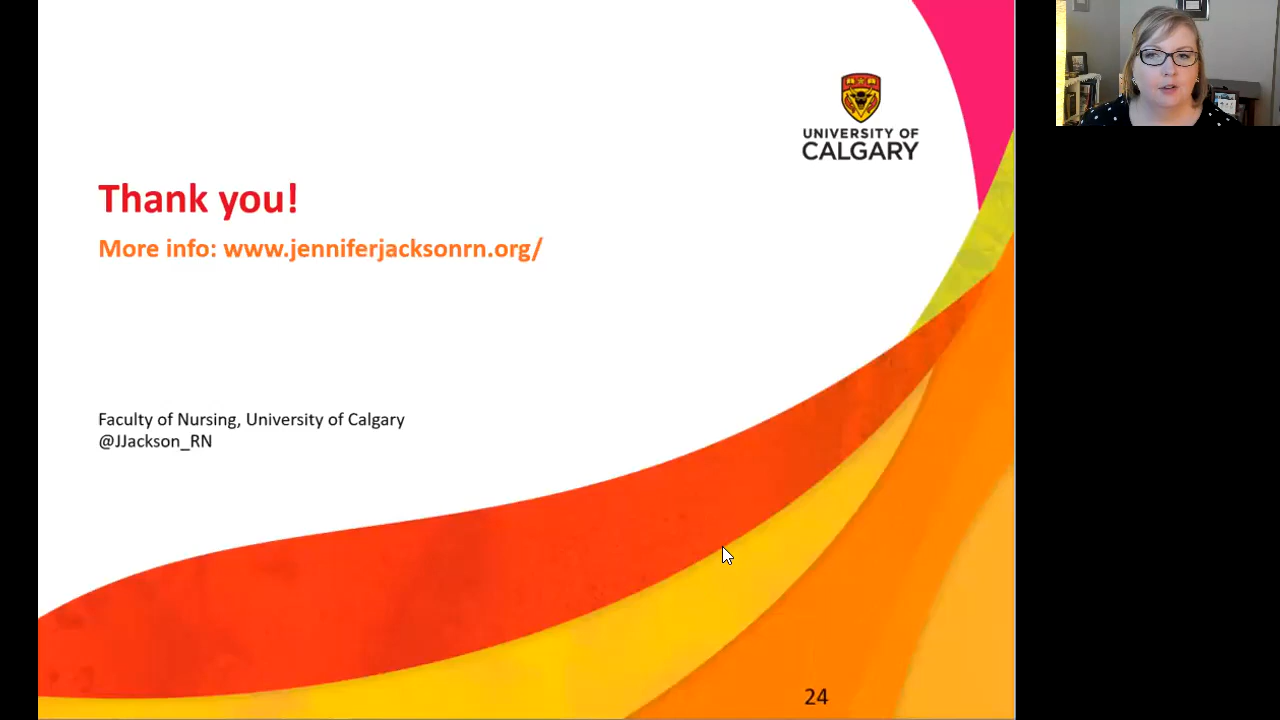 UNIVERSITY OF
CALGARY
Thank you!
More info: www.jenniferjacksonrn.org/
Faculty of Nursing, University of Calgary
@JJackson_RN
24